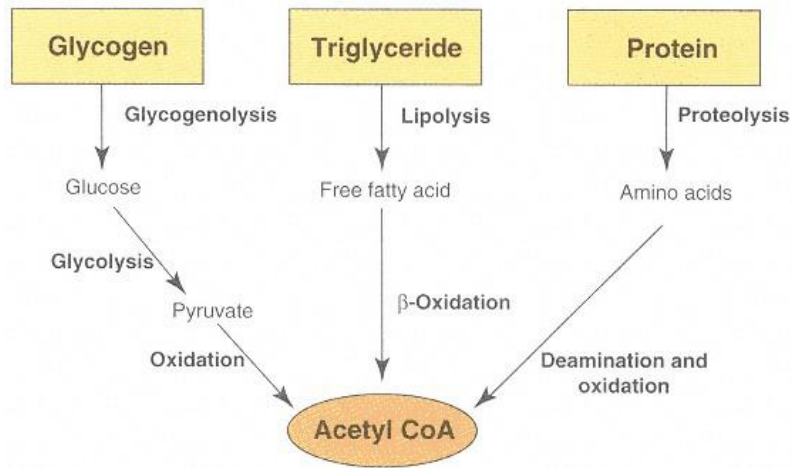 Glycogen
Triglyceride
Protein
Glycogenolysis
Lipolysis
Proteolysis
Glucose
Free fatty acid
Amino acids
Glycolysis
Pyruvate
β-Oxidation
Oxidation
Deamination and
oxidation
Acetyl CoA